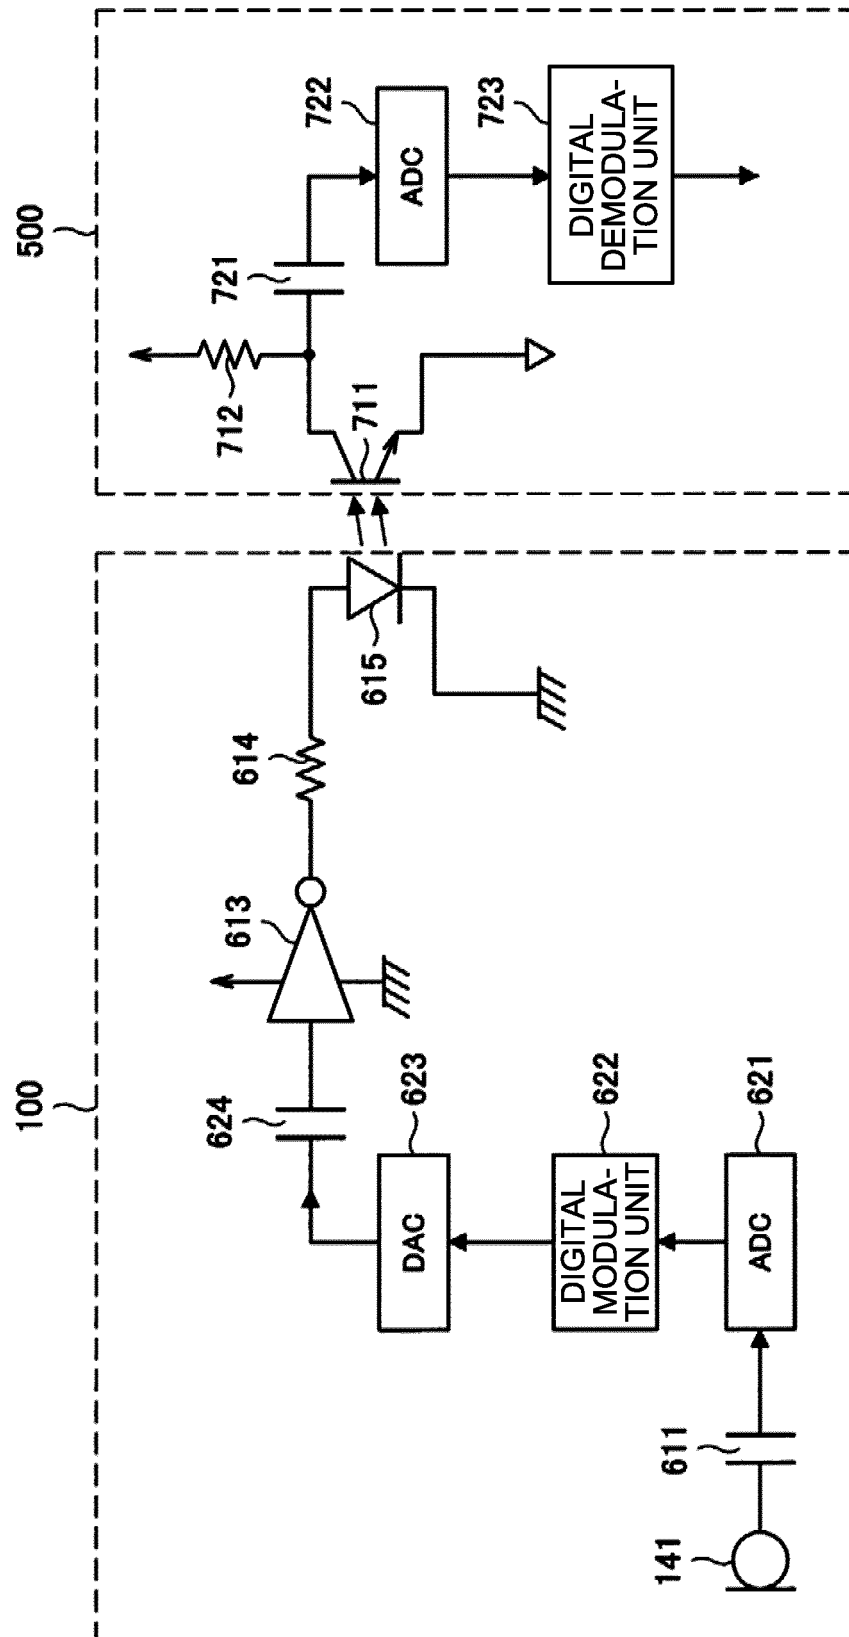 100
500
141
611
621
ADC
622
DIGITAL
MODULA-
TION UNIT
623
DAC
624
613
614
615
711
712
721
722
ADC
723
DIGITAL
DEMODULA-
TION UNIT